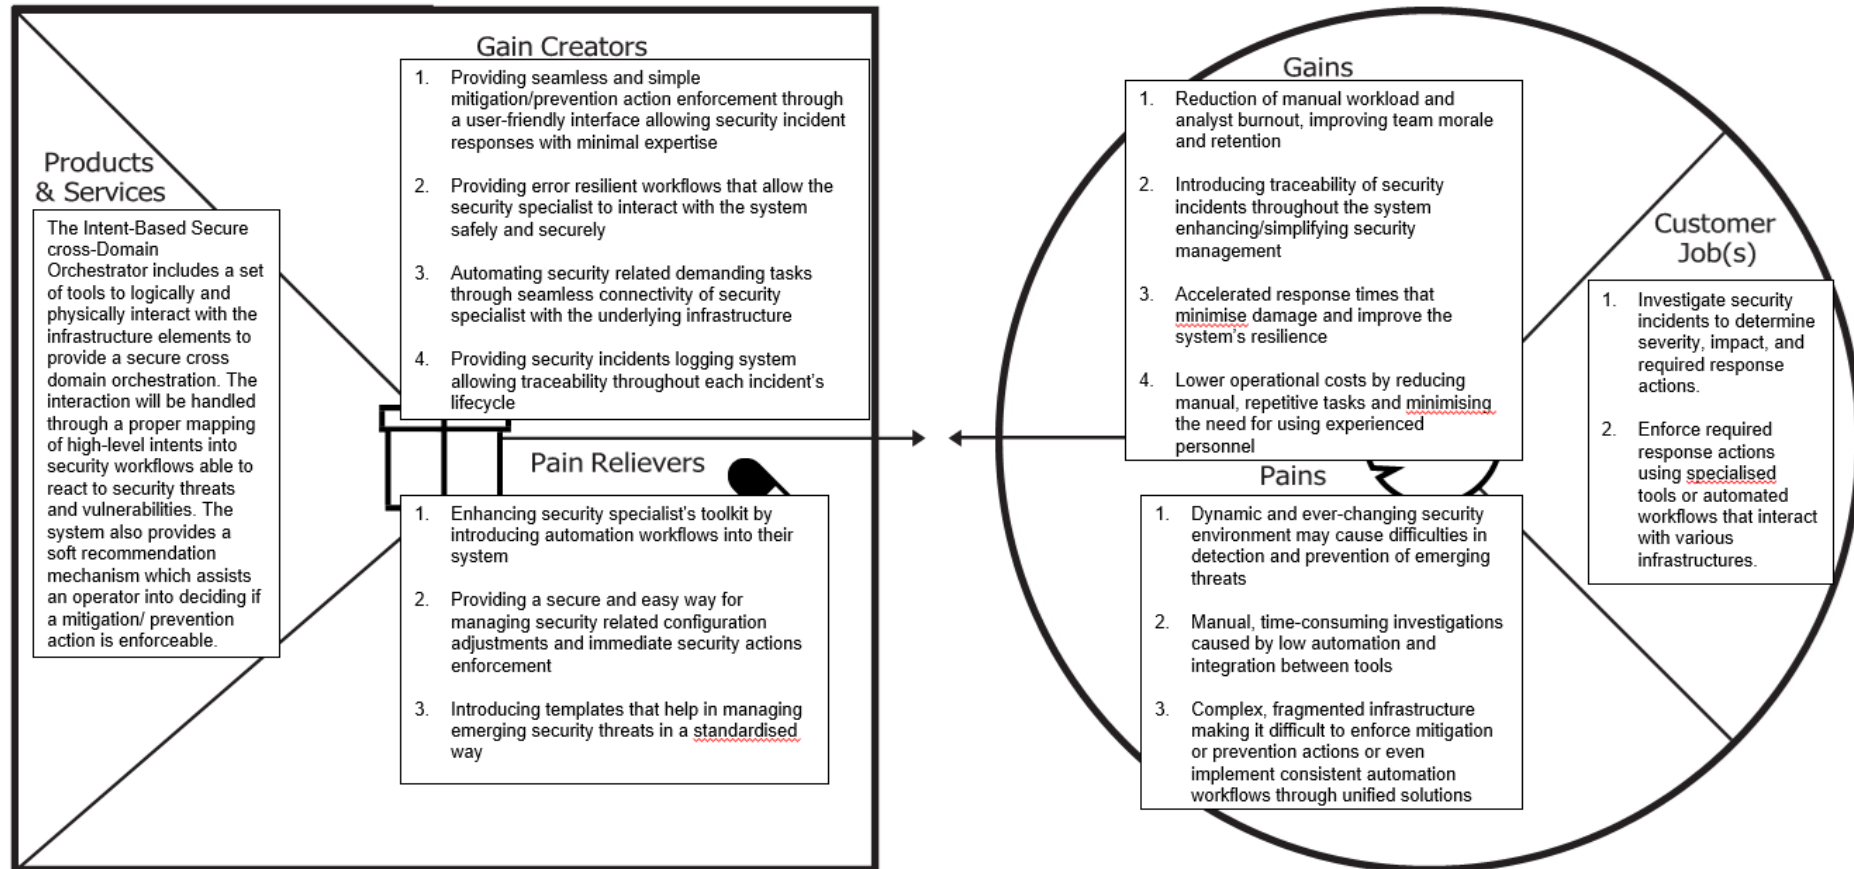 Gain Creators
1. Providing seamless and simple
mitigation/prevention action enforcement through
a user-friendly interface allowing security incident
responses with minimal expertise
2. Providing error resilient workflows that allow the
security specialist to interact with the system
safely and securely
3. Automating security related demanding tasks
through seamless connectivity of security
specialist with the underlying infrastructure
4. Providing security incidents logging system
allowing traceability throughout each incident's
lifecycle
Products
& Services
The Intent-Based Secure
cross-Domain
Orchestrator includes a set
of tools to logically and
physically interact with the
infrastructure elements to
provide a secure cross
domain orchestration. The
interaction will be handled
through a proper mapping
of high-level intents into
security workflows able to
react to security threats
and vulnerabilities. The
system also provides a
soft recommendation
mechanism which assists
an operator into deciding if
a mitigation/ prevention
action is enforceable.
Pain Relievers
1. Enhancing security specialist's toolkit by
introducing automation workflows into their
system
2. Providing a secure and easy way for
managing security related configuration
adjustments and immediate security actions
enforcement
3. Introducing templates that help in managing
emerging security threats in a standardised
way
Gains
1. Reduction of manual workload and
analyst burnout, improving team morale
and retention
2. Introducing traceability of security
incidents throughout the system
enhancing/simplifying security
management
3. Accelerated response times that
minimise damage and improve the
system's resilience
4. Lower operational costs by reducing
manual, repetitive tasks and minimising
the need for using experienced
personnel
Pains
1. Dynamic and ever-changing security
environment may cause difficulties in
detection and prevention of emerging
threats
2. Manual, time-consuming investigations
caused by low automation and
integration between tools
3. Complex, fragmented infrastructure
making it difficult to enforce mitigation
or prevention actions or even
implement consistent automation
workflows through unified solutions
Customer
Job(s)
1. Investigate security
incidents to determine
severity, impact, and
required response
actions.
2. Enforce required
response actions
using specialised
tools or automated
workflows that interact
with various
infrastructures.